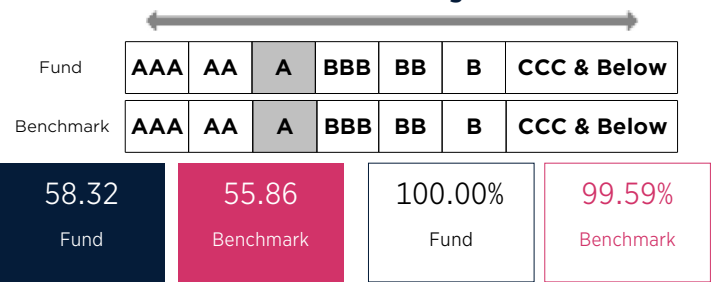 Fund AAA AA A BBB BB B CCC & Below
Benchmark AAA AA A BBB BB B CCC & Below
58.32 55.86 100.00% 99.59%
Fund Benchmark Fund Benchmark